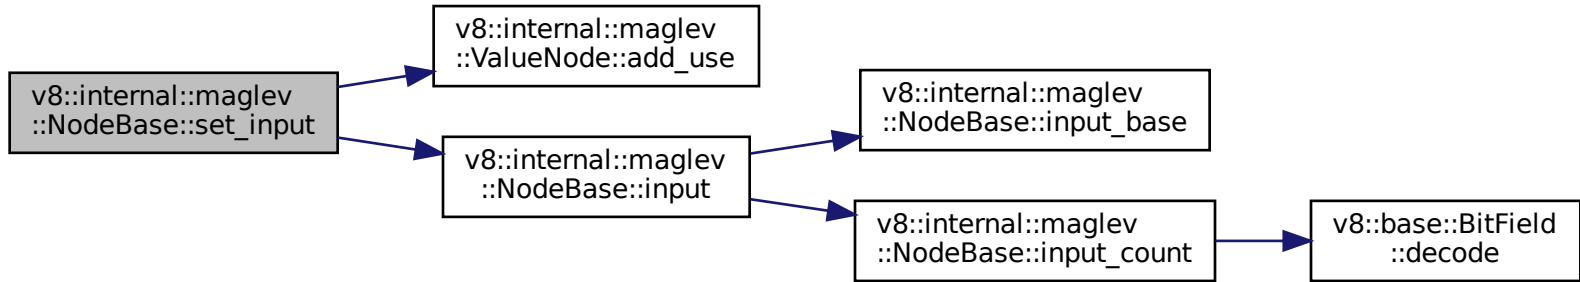 v8::internal::maglev
::NodeBase::set_input
v8::internal::maglev
::ValueNode::add_use
v8::internal::maglev
::NodeBase::input
v8::internal::maglev
::NodeBase::input_base
v8::internal::maglev
::NodeBase::input_count
v8::base::BitField
::decode